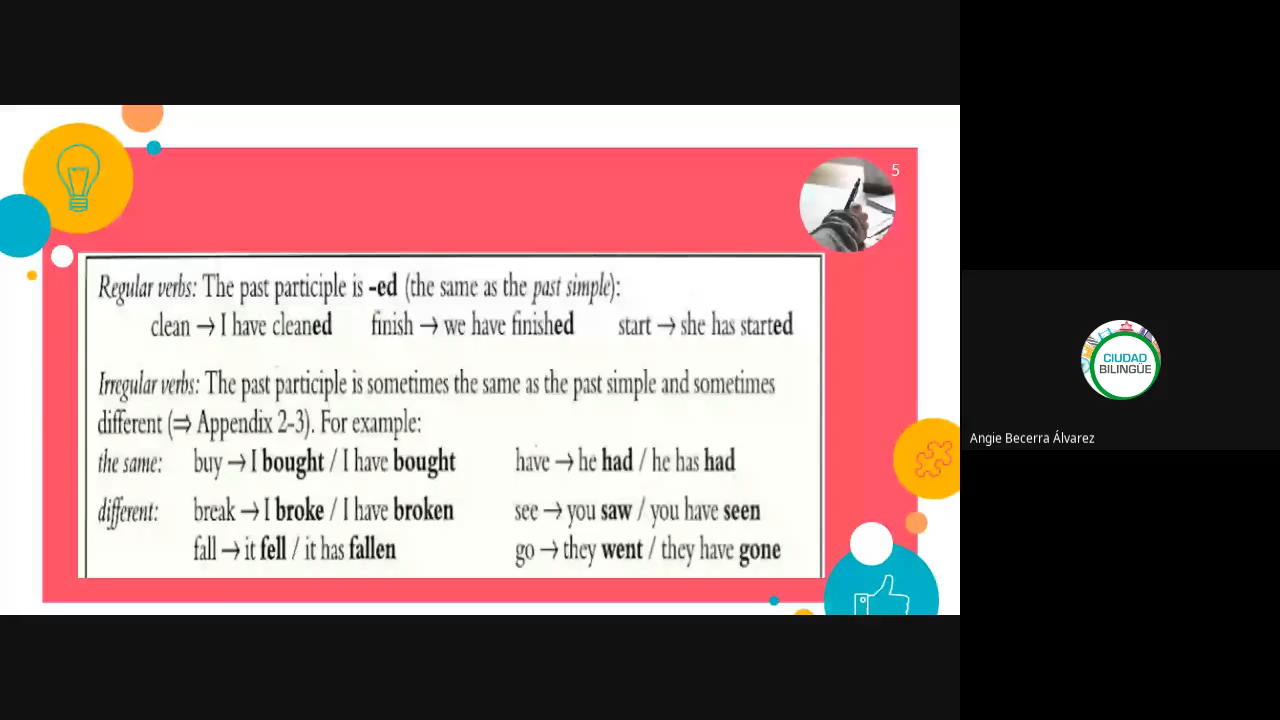 5
Regular verbs: The past participle is -ed (the same as the past simple):
clean → I have cleaned finish → we have finished start → she has started
Irregular verbs: The past participle is sometimes the same as the past simple and sometimes
different (⇒ Appendix 2–3). For example:
the same: buy → I bought / I have bought have → he had / he has had
different: break → I broke / I have broken see → you saw / you have seen
fall → it fell / it has fallen go → they went / they have gone
CIUDAD
BILINGÜE
Angie Becerra Álvarez